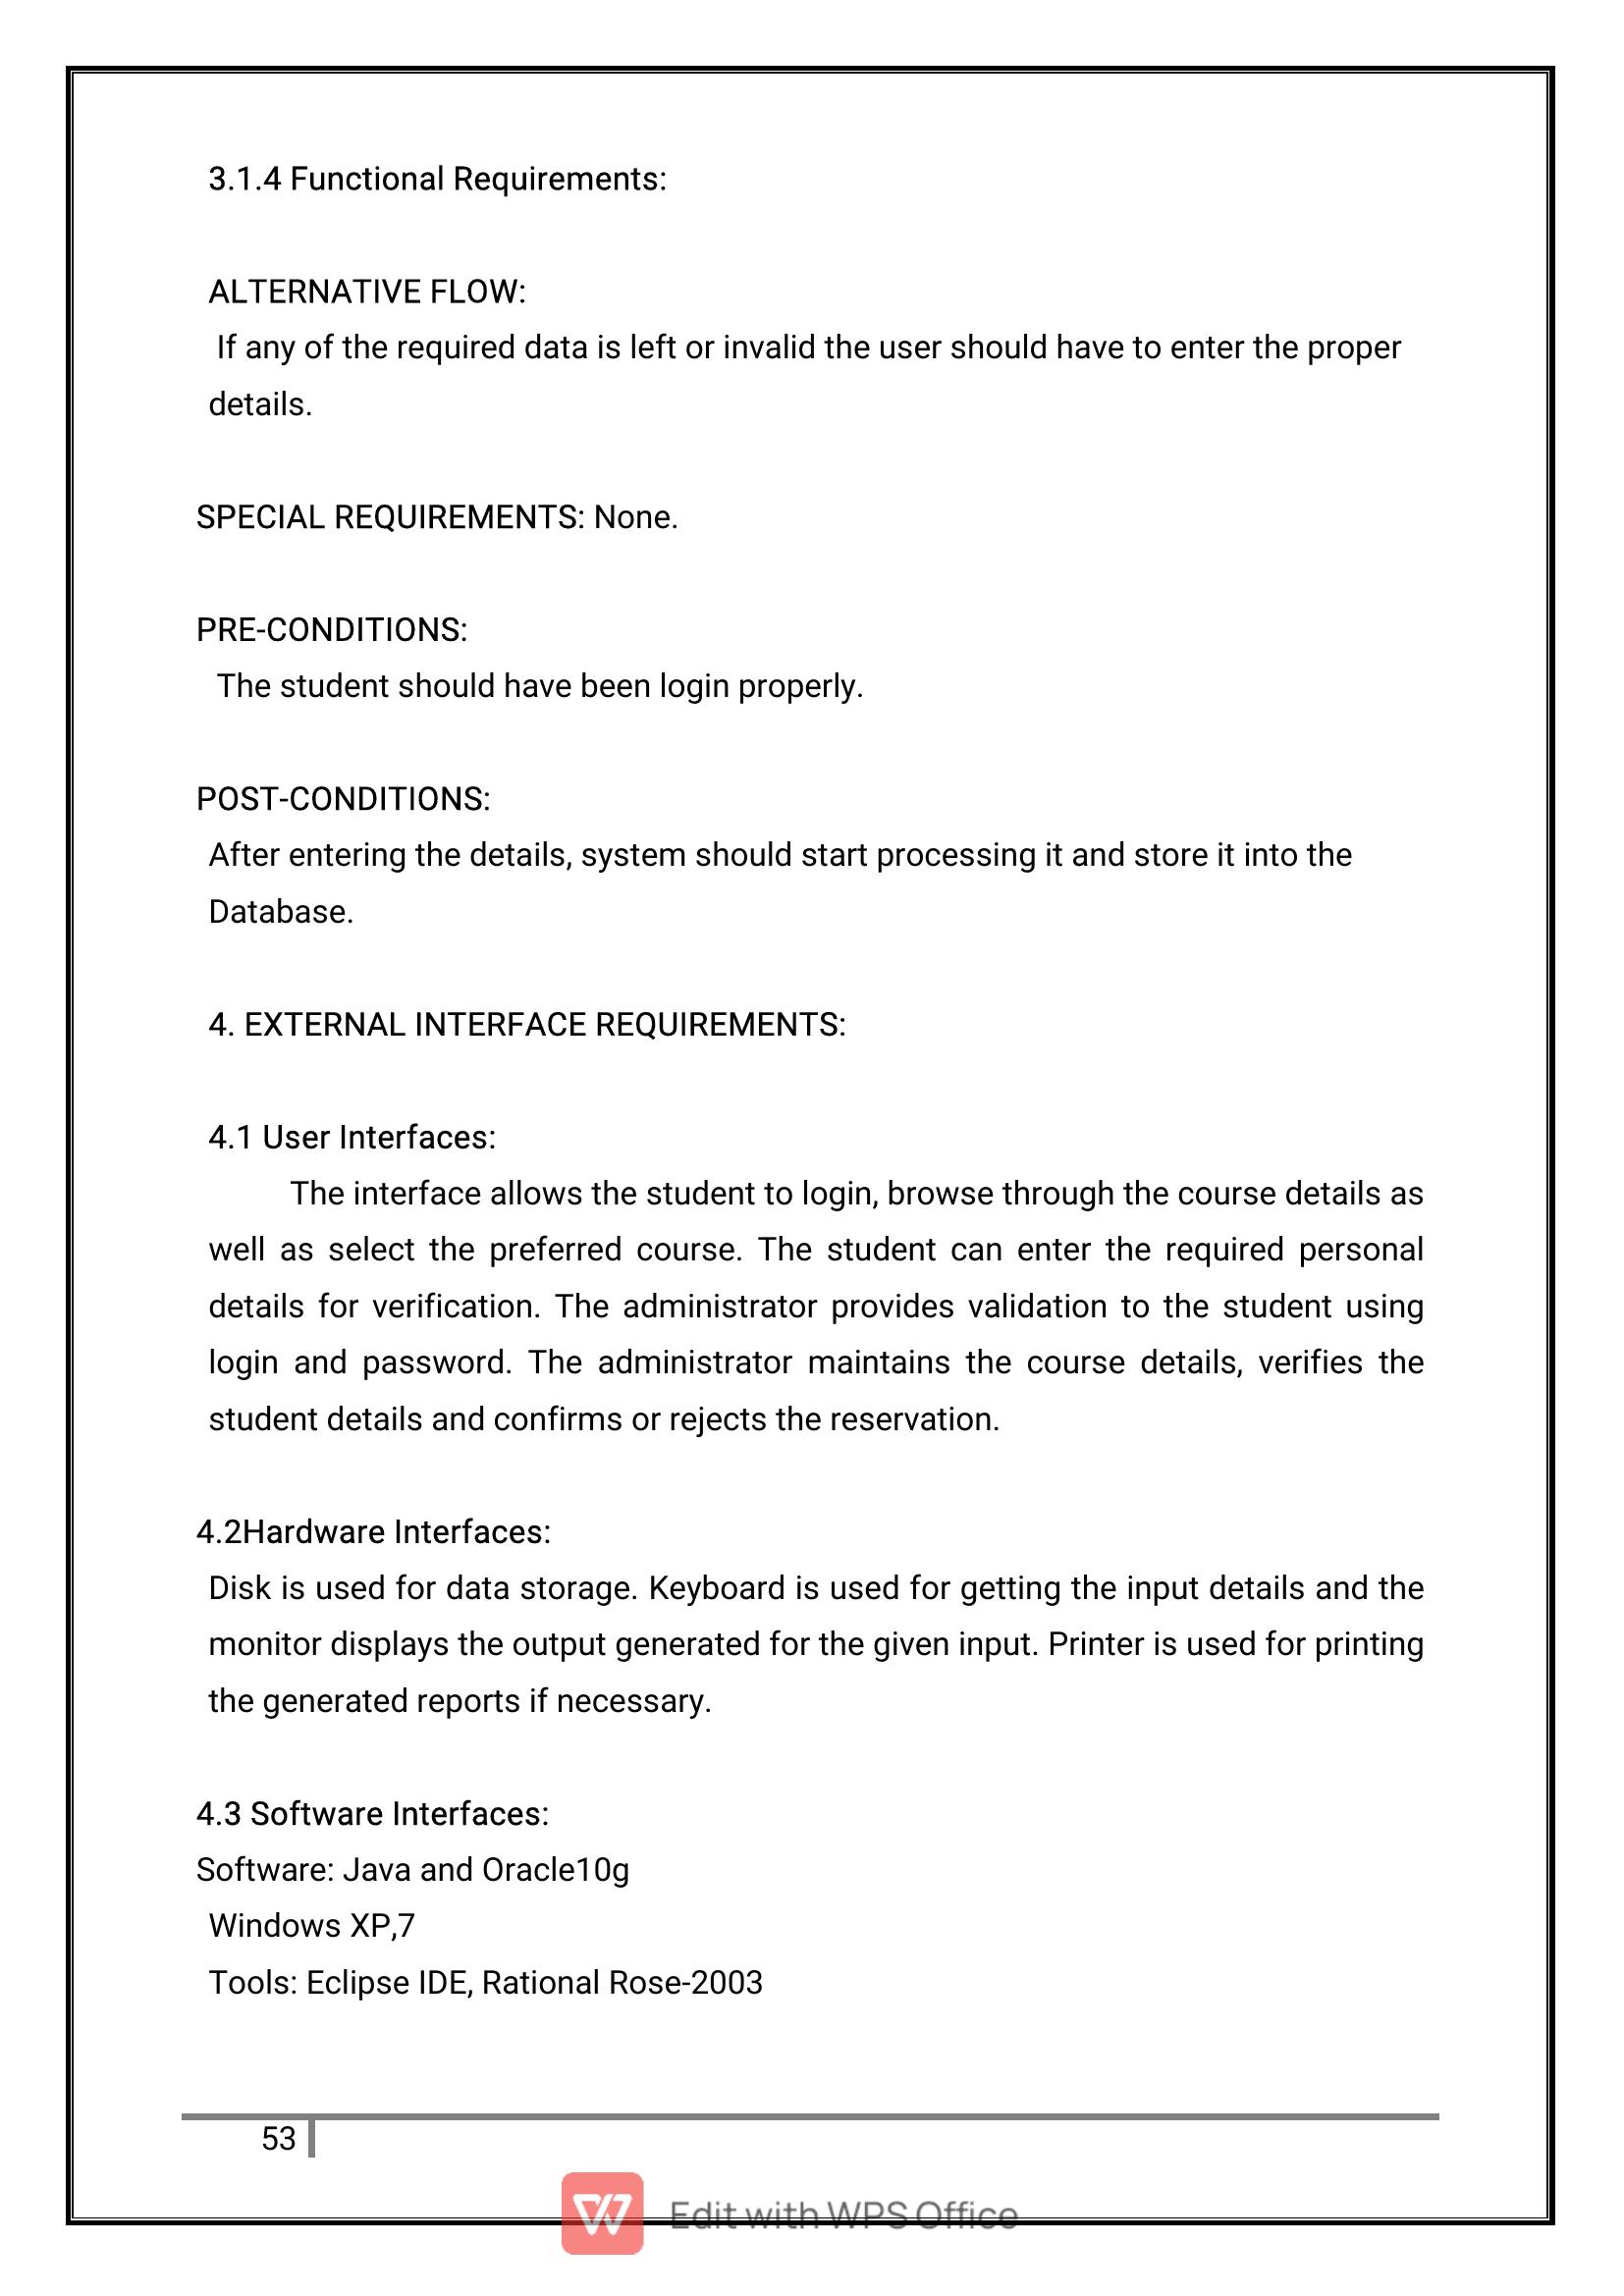 3.1.4 Functional Requirements:
ALTERNATIVE FLOW:
If any of the required data is left or invalid the user should have to enter the proper
details.
SPECIAL REQUIREMENTS: None.
PRE-CONDITIONS:
The student should have been login properly.
POST-CONDITIONS:
After entering the details, system should start processing it and store it into the
Database.
4. EXTERNAL INTERFACE REQUIREMENTS:
4.1 User Interfaces:
The interface allows the student to login, browse through the course details as
well as select the preferred course. The student can enter the required personal
details for verification. The administrator provides validation to the student using
login and password. The administrator maintains the course details, verifies the
student details and confirms or rejects the reservation.
4.2Hardware Interfaces:
Disk is used for data storage. Keyboard is used for getting the input details and the
monitor displays the output generated for the given input. Printer is used for printing
the generated reports if necessary.
4.3 Software Interfaces:
Software: Java and Oracle10g
Windows XP,7
Tools: Eclipse IDE, Rational Rose-2003
53
Edit with WPS Office